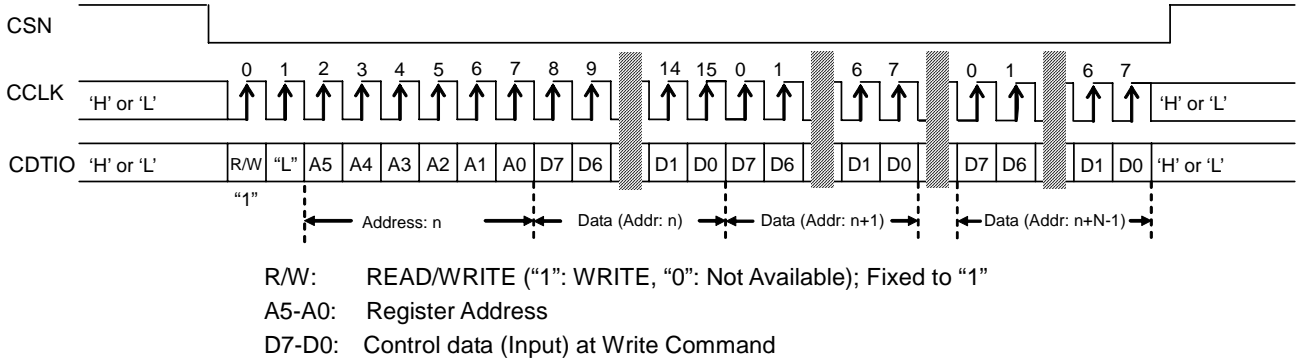 CSN
0 1 2 3 4 5 6 7 8 9 14 15 0 1 6 7 0 1 6 7
CCLK 'H' or 'L' 'H' or 'L'
CDTIO 'H' or 'L' R/W “L” A5 A4 A3 A2 A1 A0 D7 D6 D1 D0 D7 D6 D1 D0 D7 D6 D1 D0 'H' or 'L'
“1”
Address: n Data (Addr: n) Data (Addr: n+1) Data (Addr: n+N-1)
R/W: READ/WRITE (“1”: WRITE, “0”: Not Available); Fixed to “1”
A5-A0: Register Address
D7-D0: Control data (Input) at Write Command